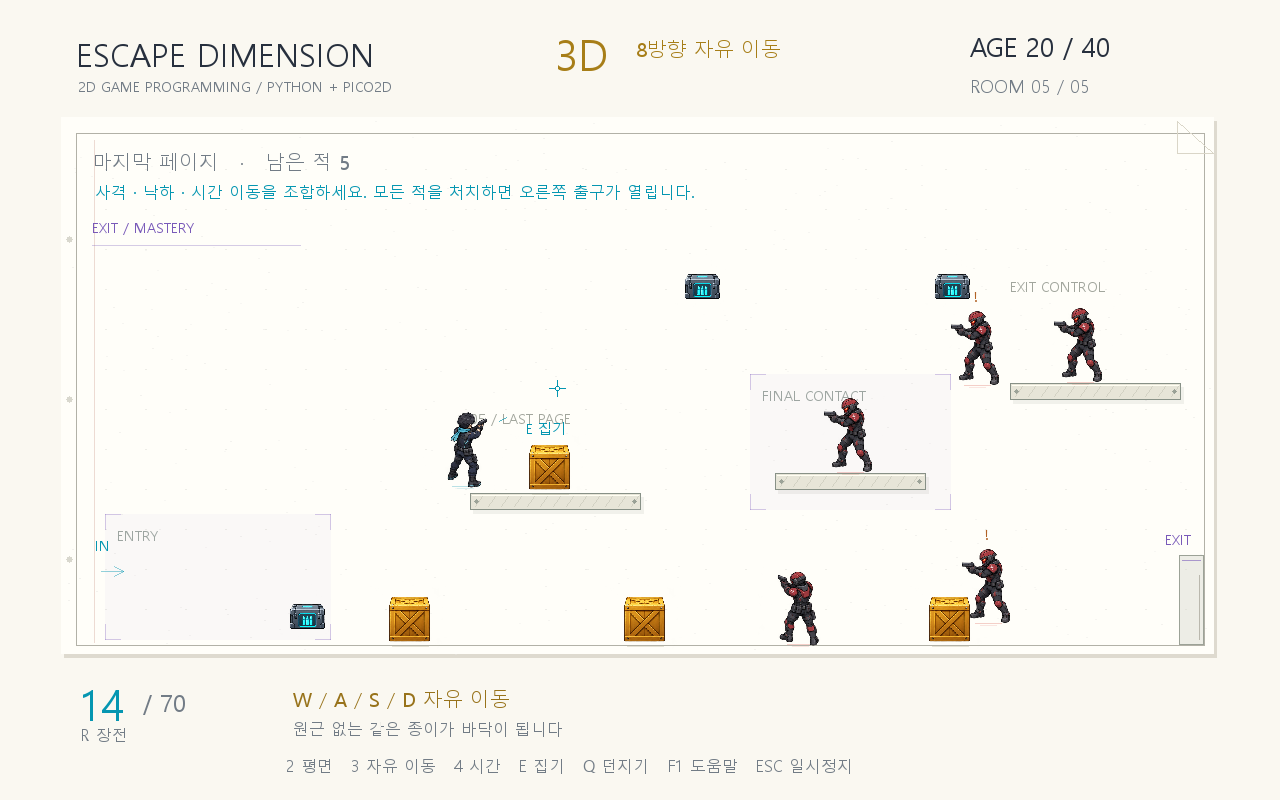 ESCAPE DIMENSION
2D GAME PROGRAMMING / PYTHON + PICO2D
3D 8방향 자유 이동
AGE 20 / 40
ROOM 05 / 05
마지막 페이지 · 남은 적 5
사격 · 낙하 · 시간 이동을 조합하세요. 모든 적을 처치하면 오른쪽 출구가 열립니다.
EXIT / MASTERY
EXIT CONTROL
!
FINAL CONTACT
05 / LAST PAGE
E 집기
ENTRY
IN
!
EXIT
14 / 70
R 장전
W / A / S / D 자유 이동
원근 없는 같은 종이가 바닥이 됩니다
2 평면 3 자유 이동 4 시간 E 집기 Q 던지기 F1 도움말 ESC 일시정지